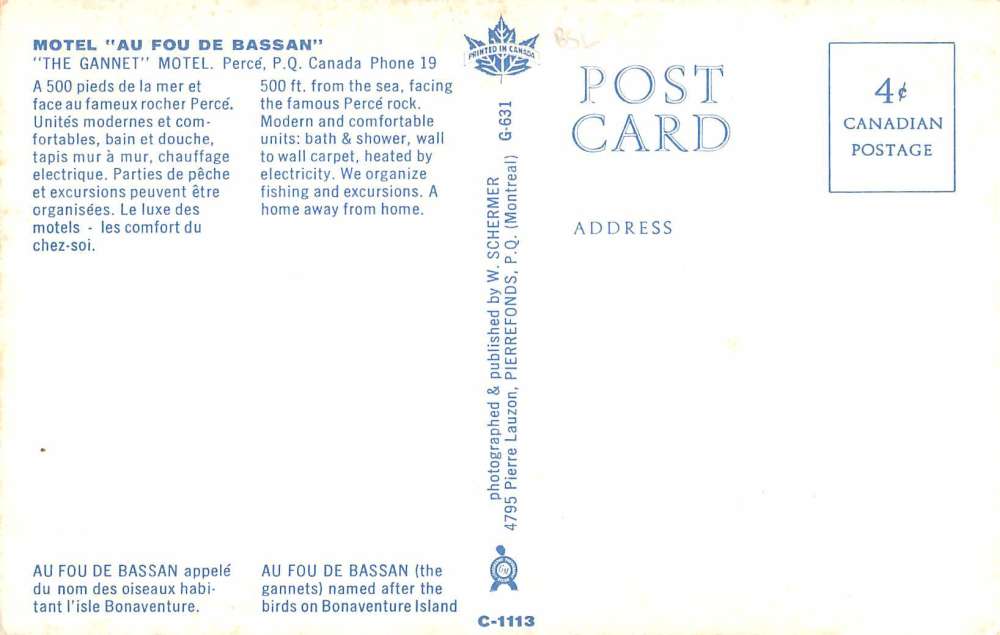 MOTEL "AU FOU DE BASSAN"
"THE GANNET" MOTEL. Percé, P.Q. Canada Phone 19
A 500 pieds de la mer et
face au fameux rocher Percé.
Unités modernes et com-
fortables, bain et douche,
tapis mur à mur, chauffage
electrique. Parties de pêche
et excursions peuvent être
organisées. Le luxe des
motels - les comfort du
chez-soi.
500 ft. from the sea, facing
the famous Percé rock.
Modern and comfortable
units: bath & shower, wall
to wall carpet, heated by
electricity. We organize
fishing and excursions. A
home away from home.
AU FOU DE BASSAN appelé
du nom des oiseaux habi-
tant l'isle Bonaventure.
AU FOU DE BASSAN (the
gannets) named after the
birds on Bonaventure Island
PRINTED IN CANADA
photographed & published by W. SCHERMER G-631
4795 Pierre Lauzon, PIERREFONDS, P.Q. (Montreal)
C-1113
BSL
POST
CARD
ADDRESS
4¢
CANADIAN
POSTAGE